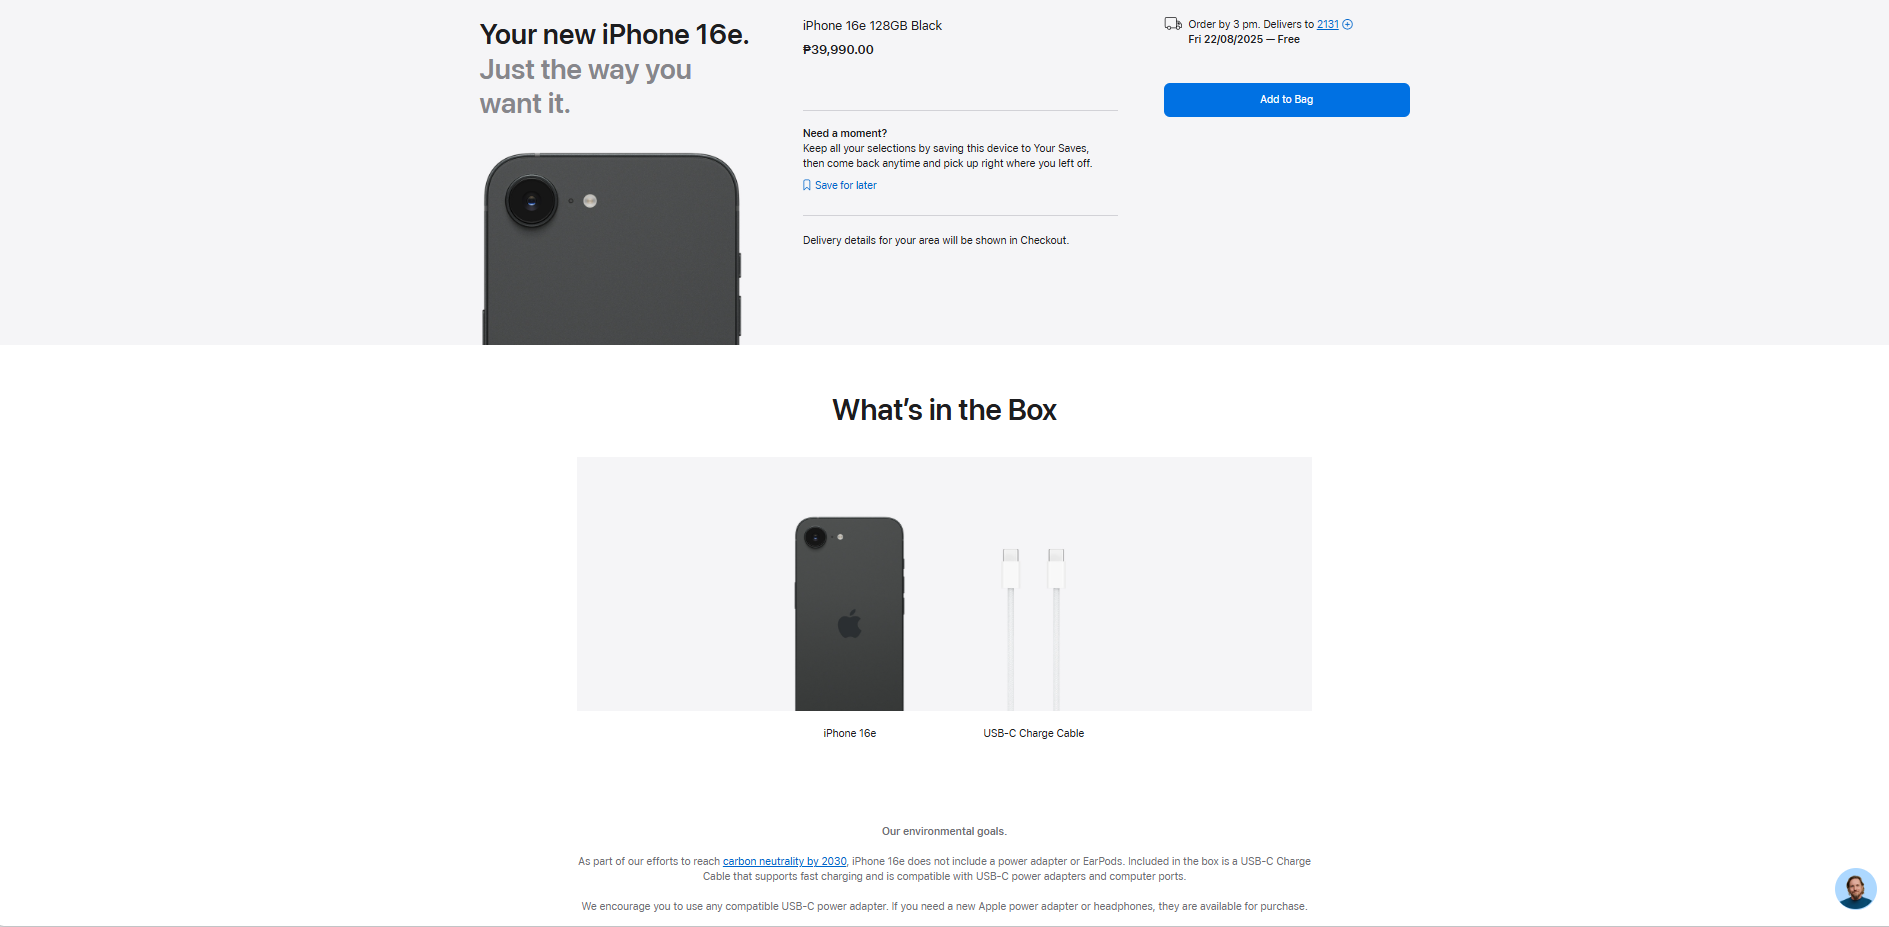 Your new iPhone 16e.
Just the way you
want it.
iPhone 16e 128GB Black
₱39,990.00
Need a moment?
Keep all your selections by saving this device to Your Saves,
then come back anytime and pick up right where you left off.
Save for later
Delivery details for your area will be shown in Checkout.
Order by 3 pm. Delivers to 2131
Fri 22/08/2025 — Free
Add to Bag
What's in the Box
iPhone 16e
USB-C Charge Cable
Our environmental goals.
As part of our efforts to reach carbon neutrality by 2030, iPhone 16e does not include a power adapter or EarPods. Included in the box is a USB-C Charge
Cable that supports fast charging and is compatible with USB-C power adapters and computer ports.
We encourage you to use any compatible USB-C power adapter. If you need a new Apple power adapter or headphones, they are available for purchase.